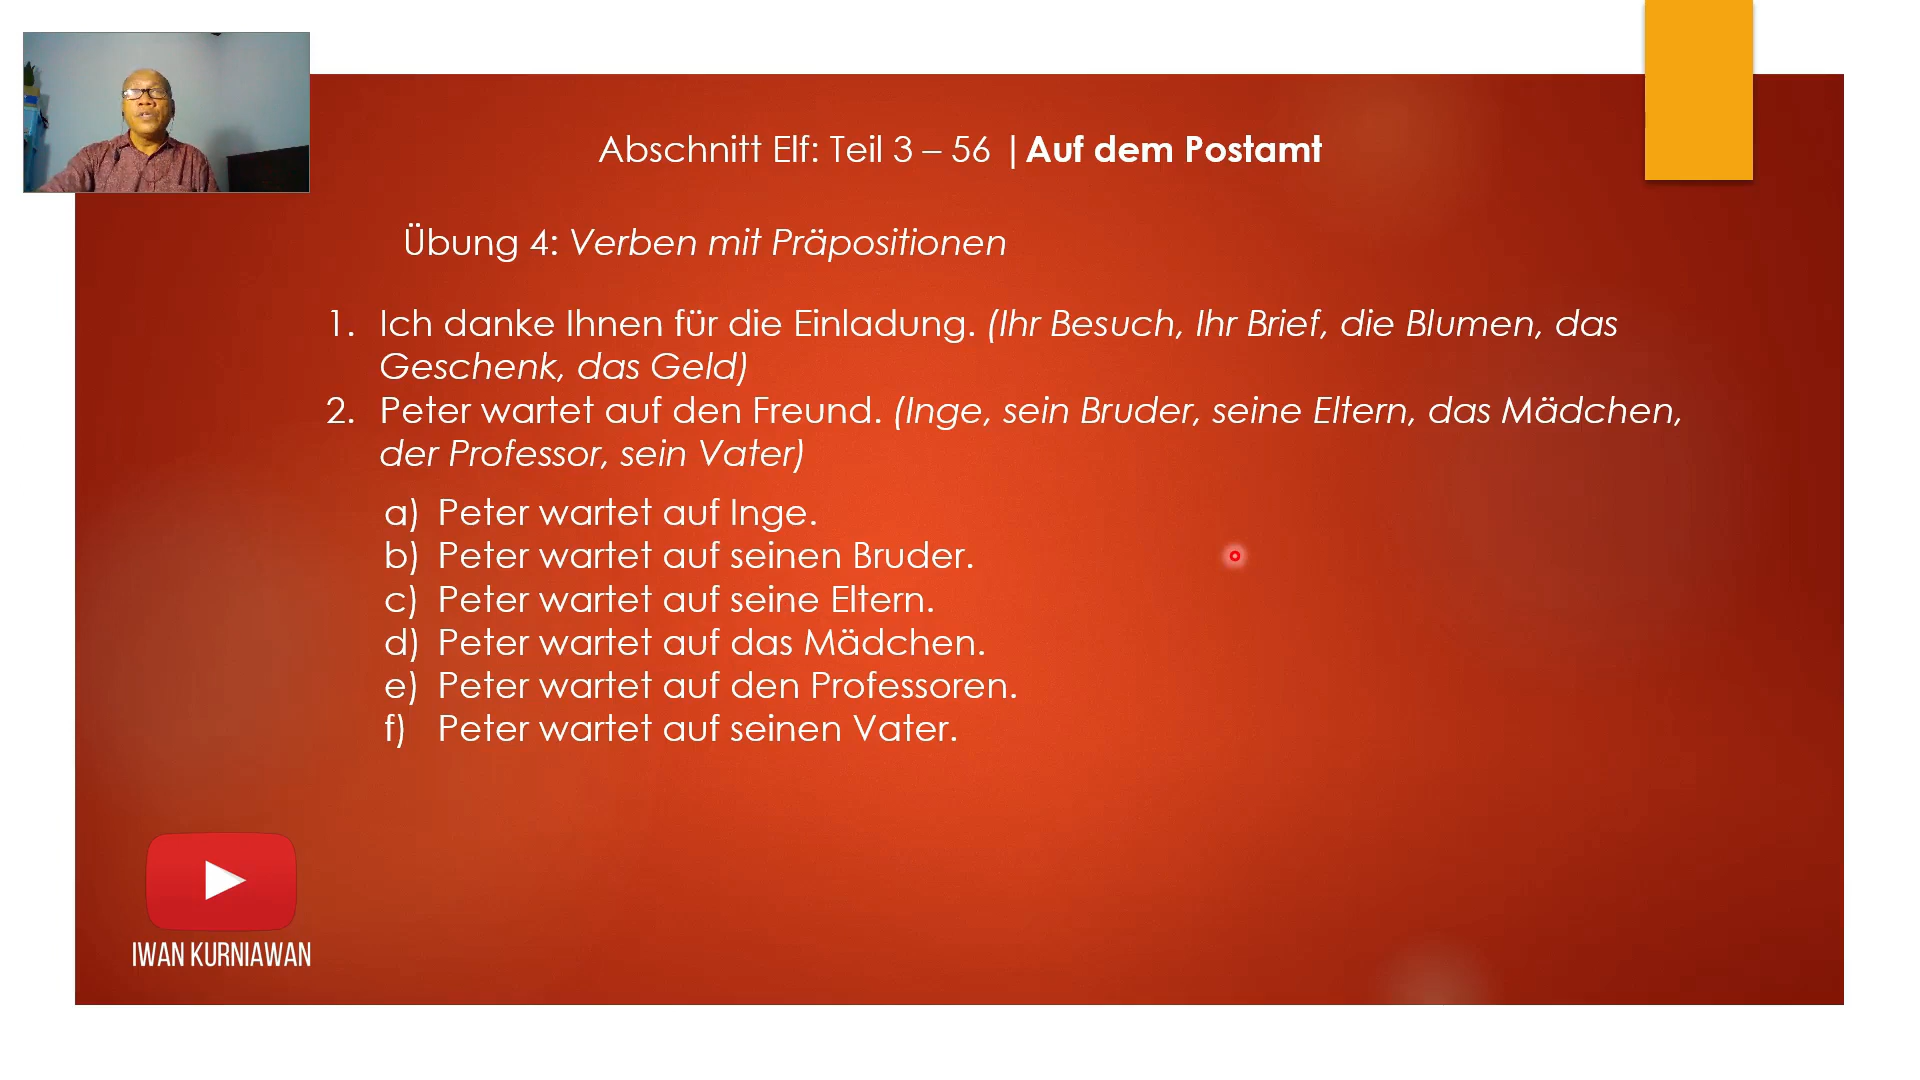 Abschnitt Elf: Teil 3 – 56 |Auf dem Postamt
Übung 4: Verben mit Präpositionen
1. Ich danke Ihnen für die Einladung. (Ihr Besuch, Ihr Brief, die Blumen, das
Geschenk, das Geld)
2. Peter wartet auf den Freund. (Inge, sein Bruder, seine Eltern, das Mädchen,
der Professor, sein Vater)
a) Peter wartet auf Inge.
b) Peter wartet auf seinen Bruder.
c) Peter wartet auf seine Eltern.
d) Peter wartet auf das Mädchen.
e) Peter wartet auf den Professoren.
f) Peter wartet auf seinen Vater.
IWAN KURNIAWAN